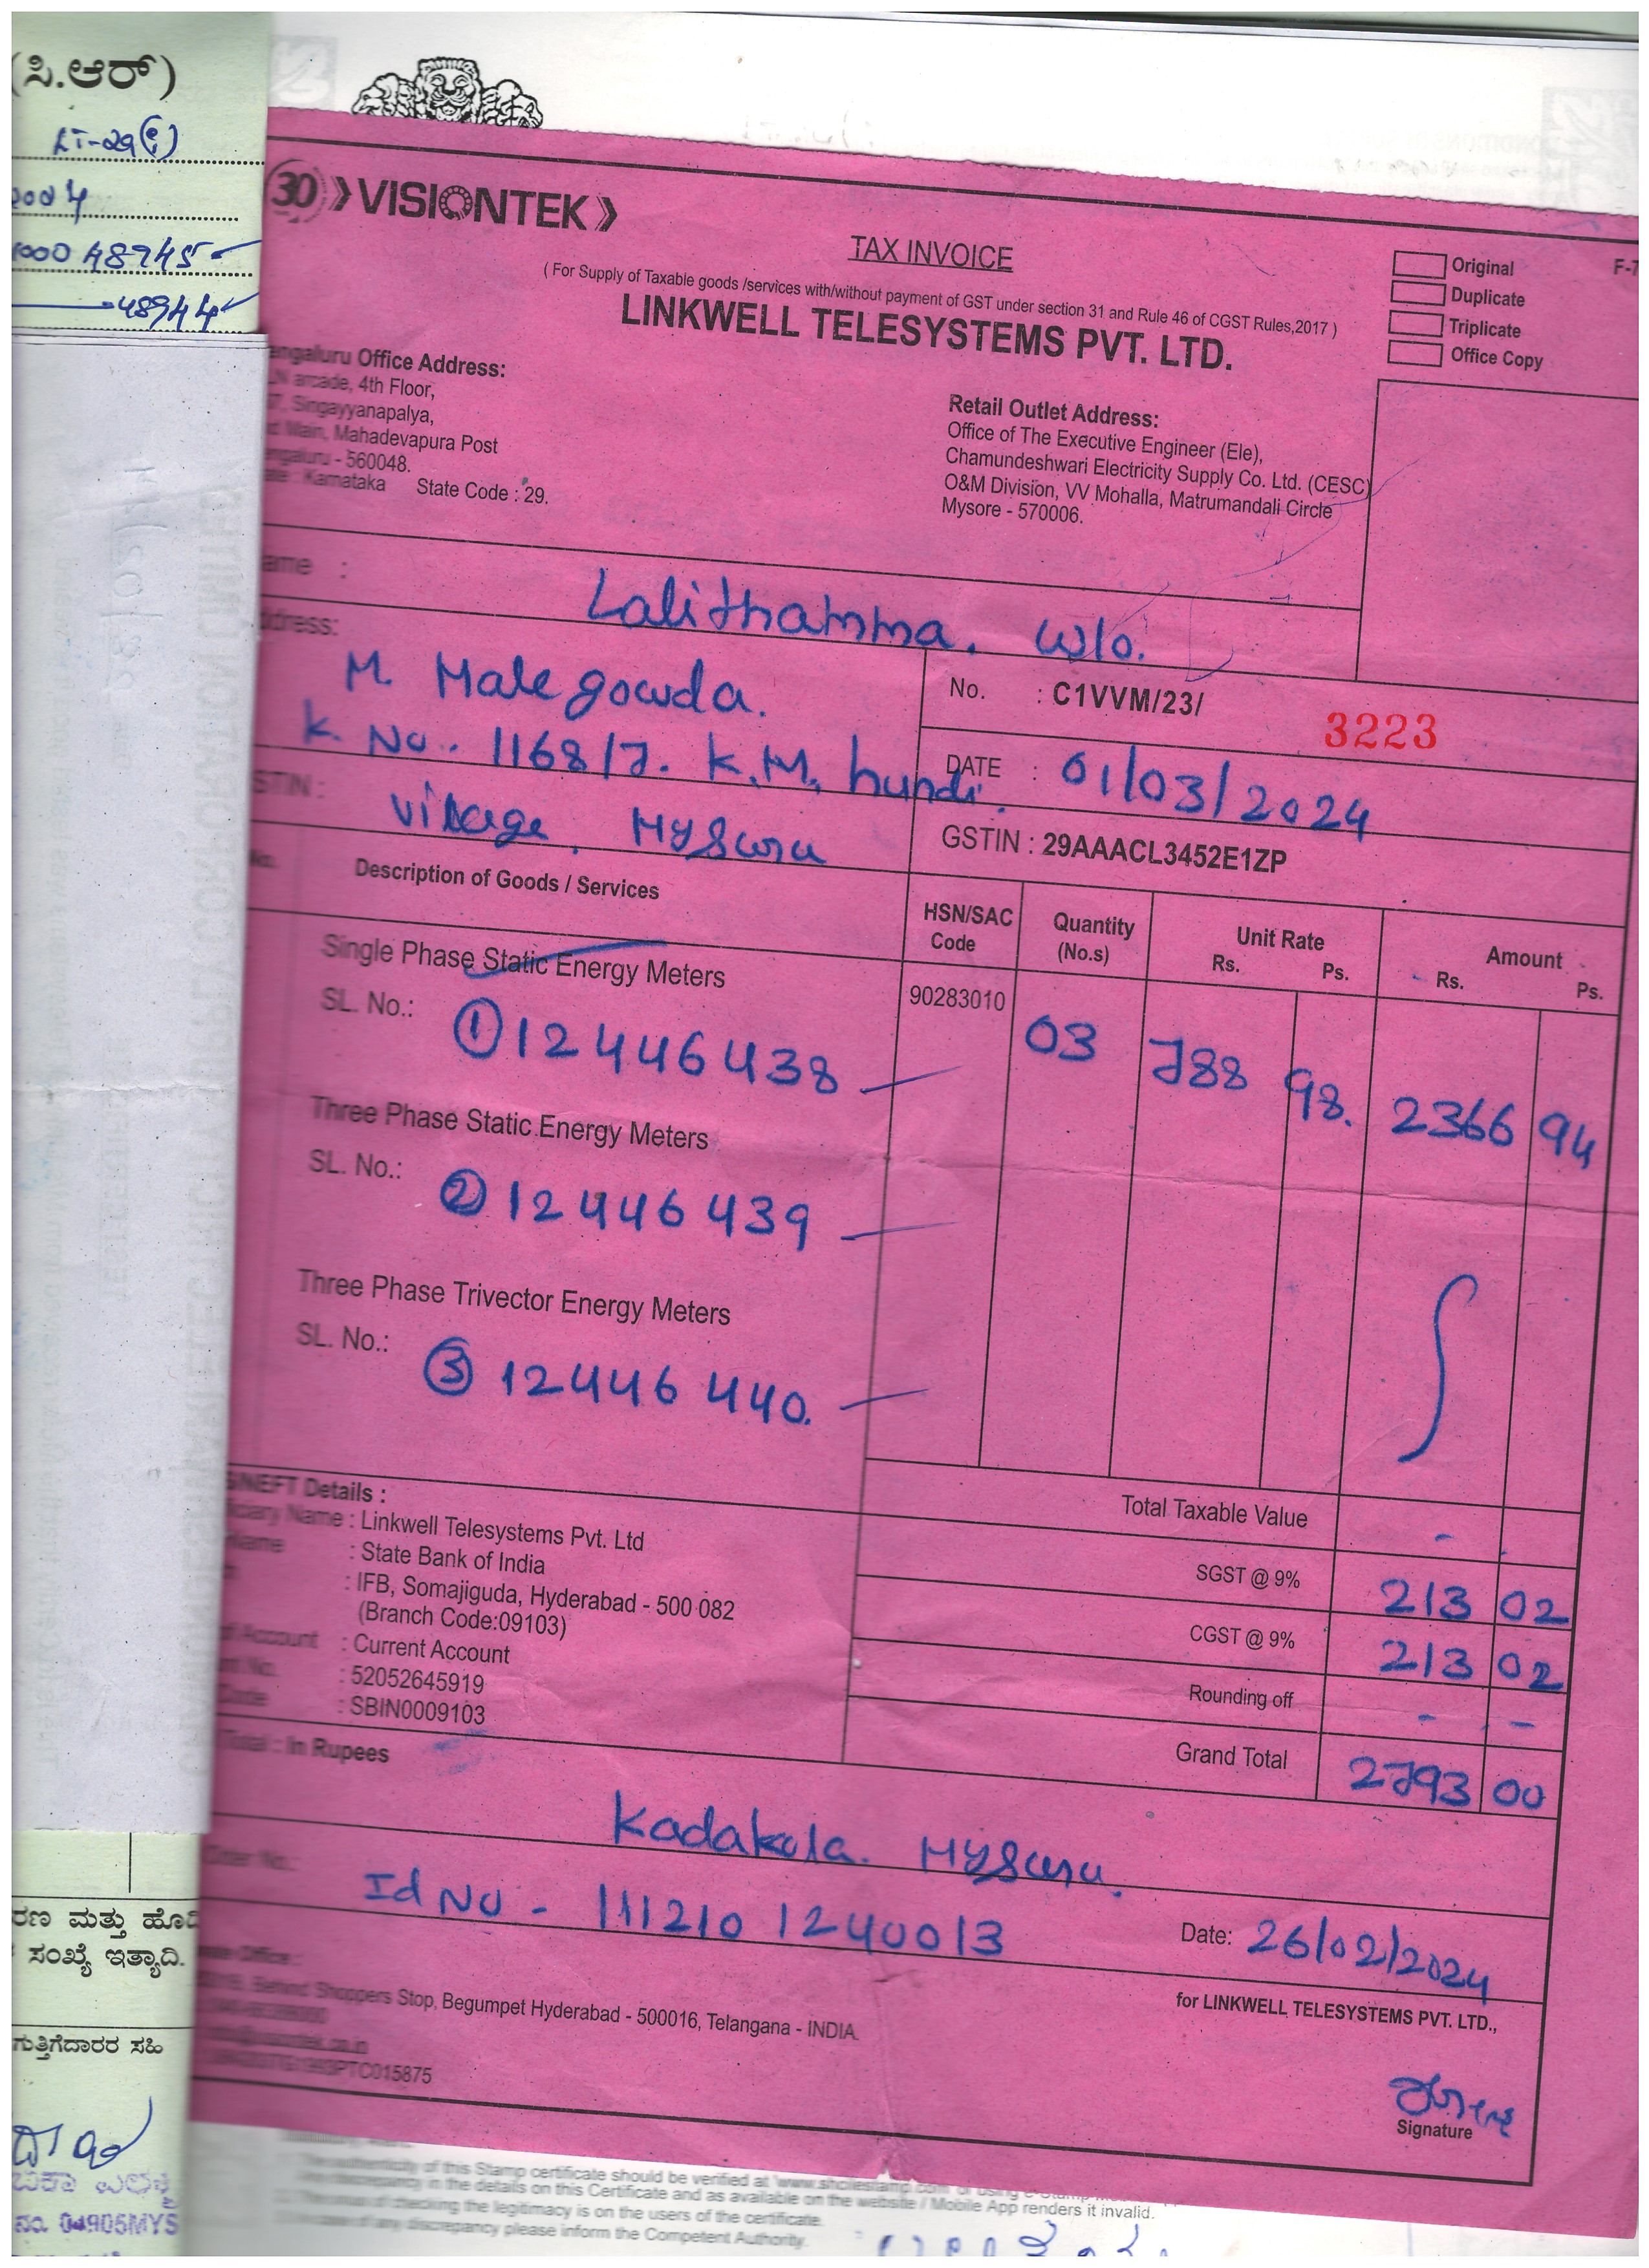 (ಸಿ.ಆರ್)
48945
48944
30 VISIONTEK
TAX INVOICE
( For Supply of Taxable goods /services with/without payment of GST under section 31 and Rule 46 of CGST Rules,2017 )
LINKWELL TELESYSTEMS PVT. LTD.
Original
Duplicate
Triplicate
Office Copy
Office Address:
arcade, 4th Floor,
Singayyanapalya,
Main, Mahadevapura Post
- 560048.
: Karnataka State Code : 29.
Retail Outlet Address:
Office of The Executive Engineer (Ele),
Chamundeshwari Electricity Supply Co. Ltd. (CESC)
O&M Division, VV Mohalla, Matrumandali Circle
Mysore - 570006.
Lalithamma. W/o.
M. Malegowda.
K. No. 1168/7. K.M. hundi.
Village, Mysuru
No. : C1VVM/23/ 3223
DATE : 01/03/2024
GSTIN : 29AAACL3452E1ZP
Description of Goods / Services
HSN/SAC Code
Quantity (No.s)
Unit Rate Rs. Ps.
Amount Rs. Ps.
Single Phase Static Energy Meters
90283010 03 788 98. 2366 94
SL. No.: ① 12446438
Three Phase Static Energy Meters
SL. No.: ② 12446439
Three Phase Trivector Energy Meters
SL. No.: ③ 12446440.
Details :
Name : Linkwell Telesystems Pvt. Ltd
: State Bank of India
: IFB, Somajiguda, Hyderabad - 500 082
(Branch Code:09103)
Account : Current Account
: 52052645919
: SBIN0009103
Total Taxable Value -
SGST @ 9% 213 02
CGST @ 9% 213 02
Rounding off - -
Grand Total 2793 00
Total : In Rupees
Kadakola. Mysuru.
Id No - 111210 1240013
Date: 26/02/2024
Behind Shoppers Stop, Begumpet Hyderabad - 500016, Telangana - INDIA.
for LINKWELL TELESYSTEMS PVT. LTD.,
Signature
ಸಂಖ್ಯೆ ಇತ್ಯಾದಿ.
ಗುತ್ತಿಗೆದಾರರ ಸಹಿ
of this Stamp certificate should be verified at
in the details on this Certificate and as available on the website / Mobile App renders it invalid.
of checking the legitimacy is on the users of the certificate.
any discrepancy please inform the Competent Authority.